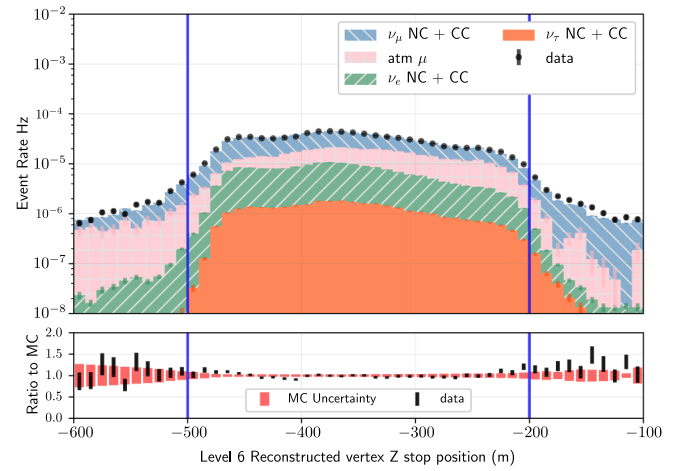 10⁻²
10⁻³
10⁻⁴
10⁻⁵
10⁻⁶
10⁻⁷
10⁻⁸
Event Rate Hz
ν_μ NC + CC
atm μ
ν_e NC + CC
ν_τ NC + CC
data
2.0
1.5
1.0
0.5
0.0
Ratio to MC
MC Uncertainty
data
−600
−500
−400
−300
−200
−100
Level 6 Reconstructed vertex Z stop position (m)